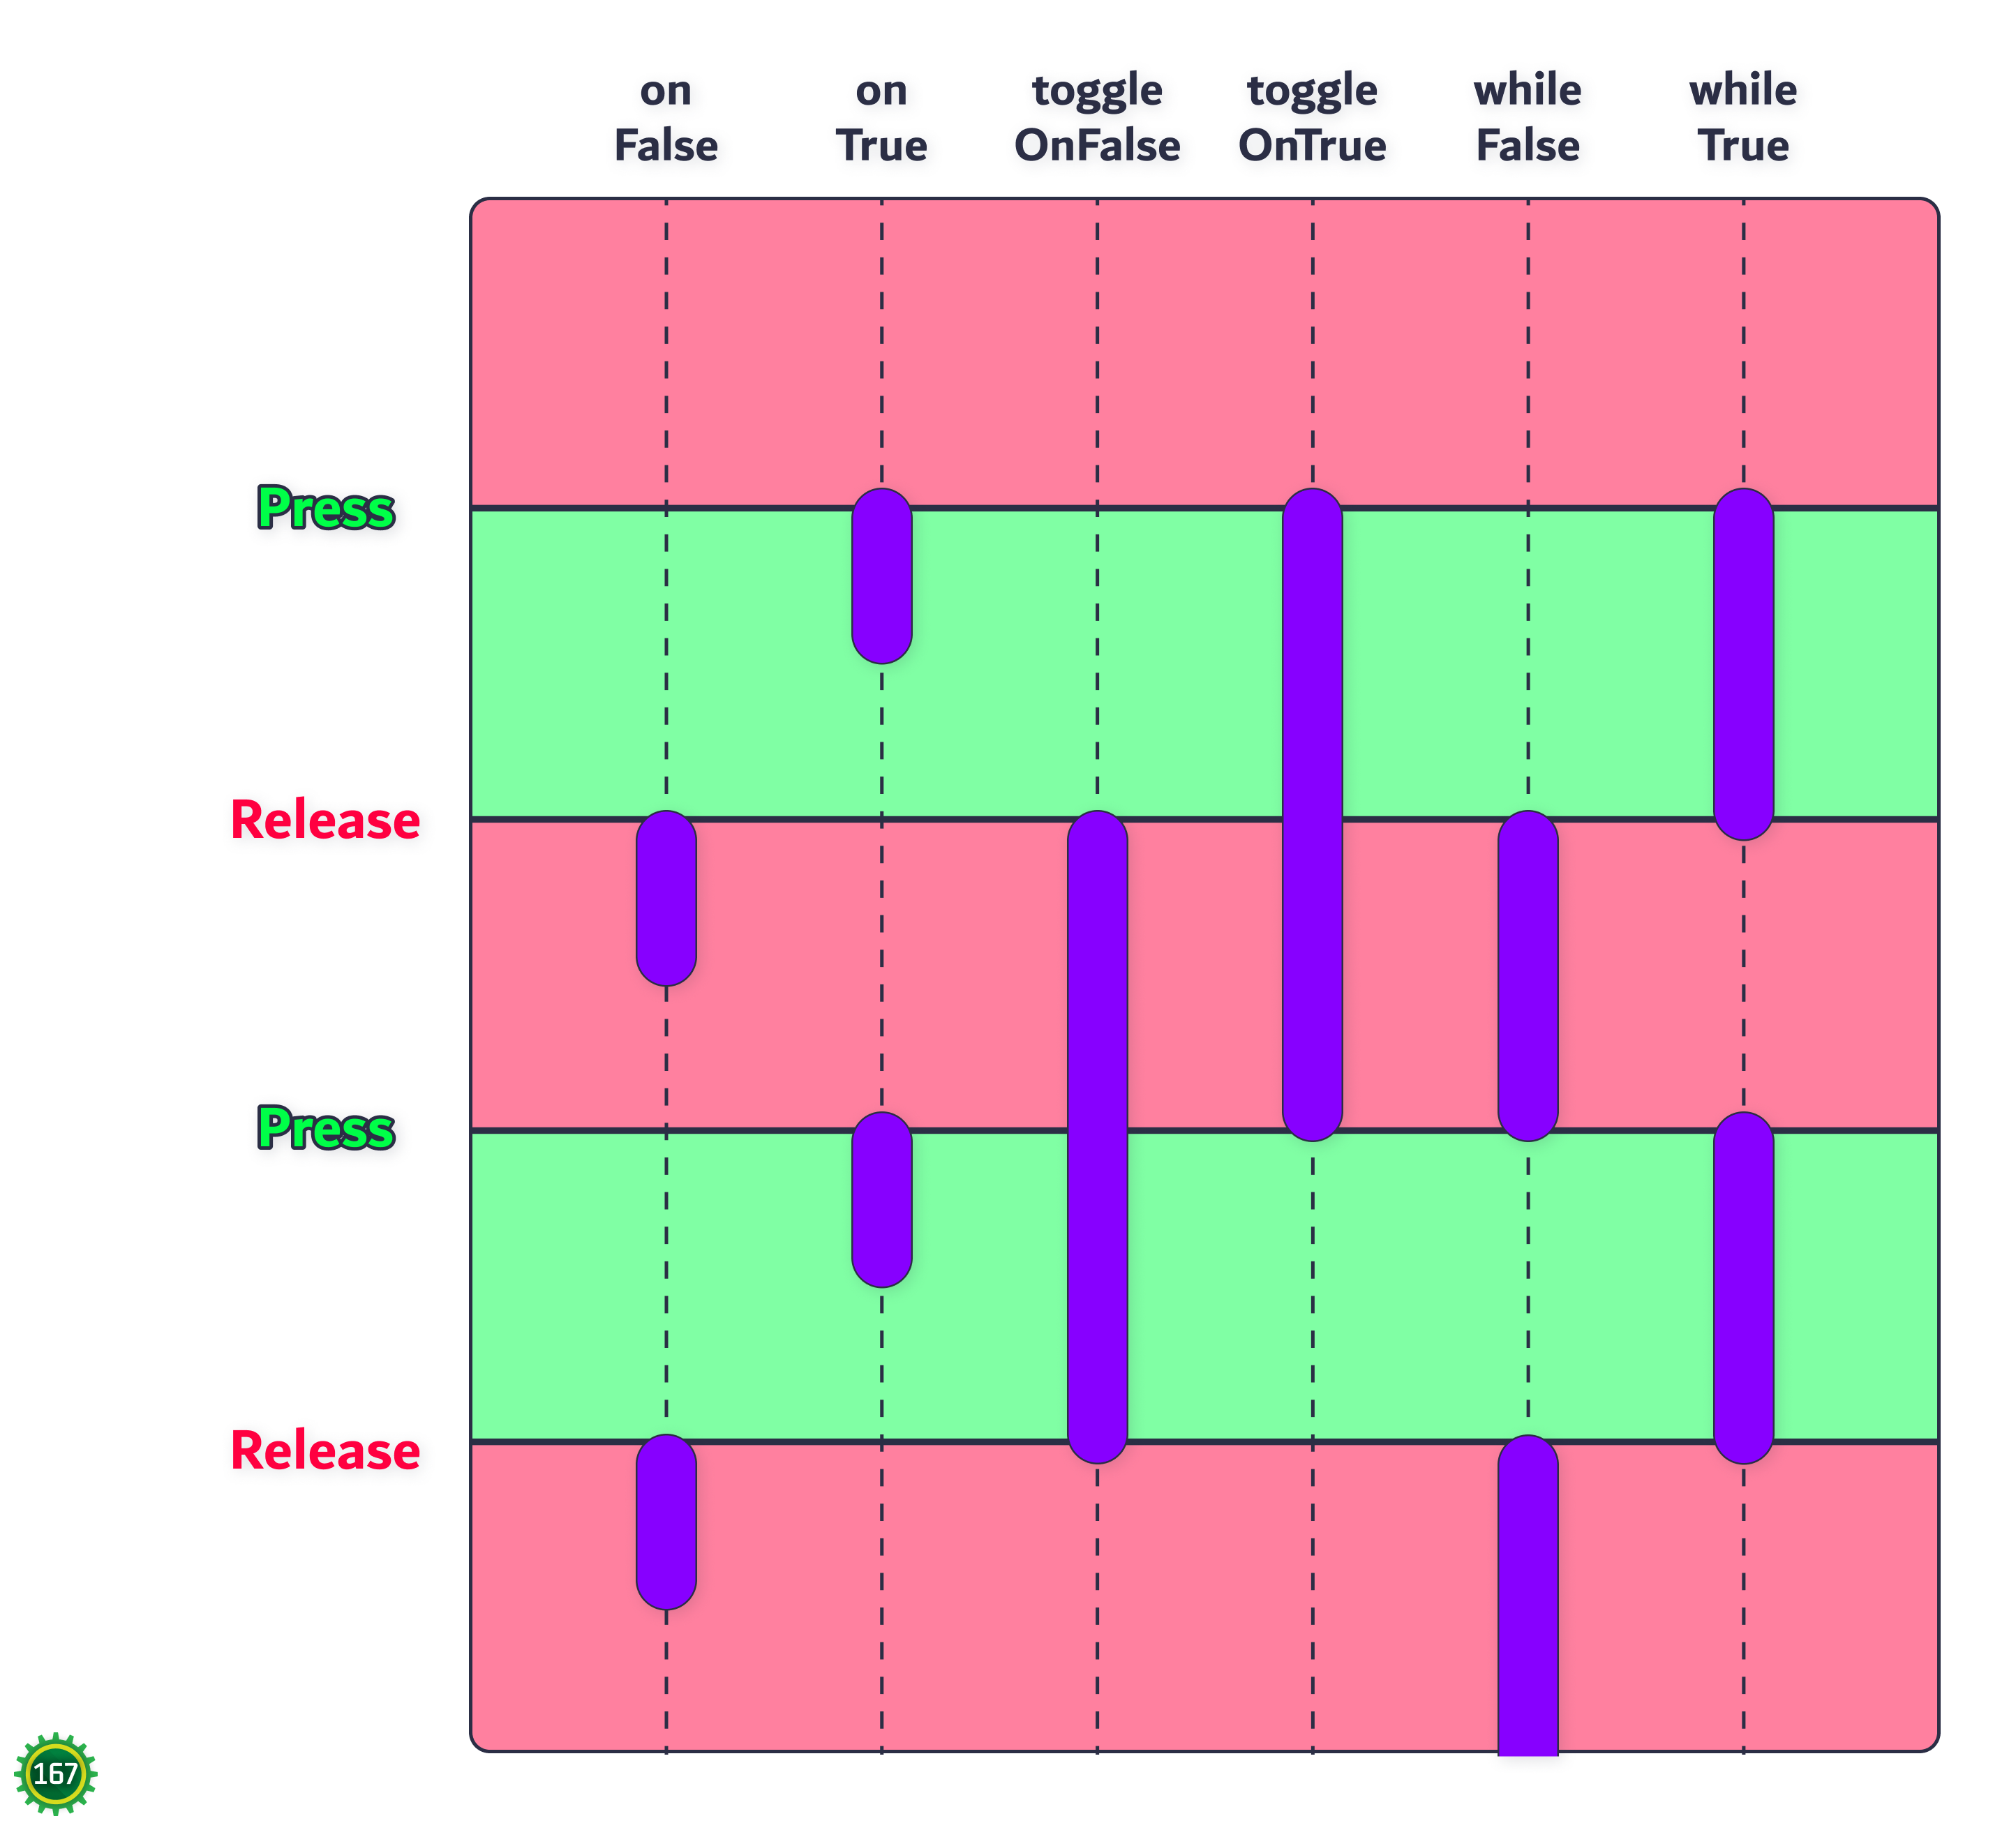 on
False
on
True
toggle
OnFalse
toggle
OnTrue
while
False
while
True
Press
Release
Press
Release
167